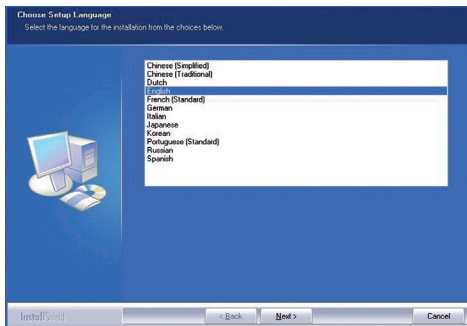 Choose Setup Language
Select the language for the installation from the choices below.
Chinese (Simplified)
Chinese (Traditional)
Dutch
English
French (Standard)
German
Italian
Japanese
Korean
Portuguese (Standard)
Russian
Spanish
InstallShield
< Back
Next >
Cancel